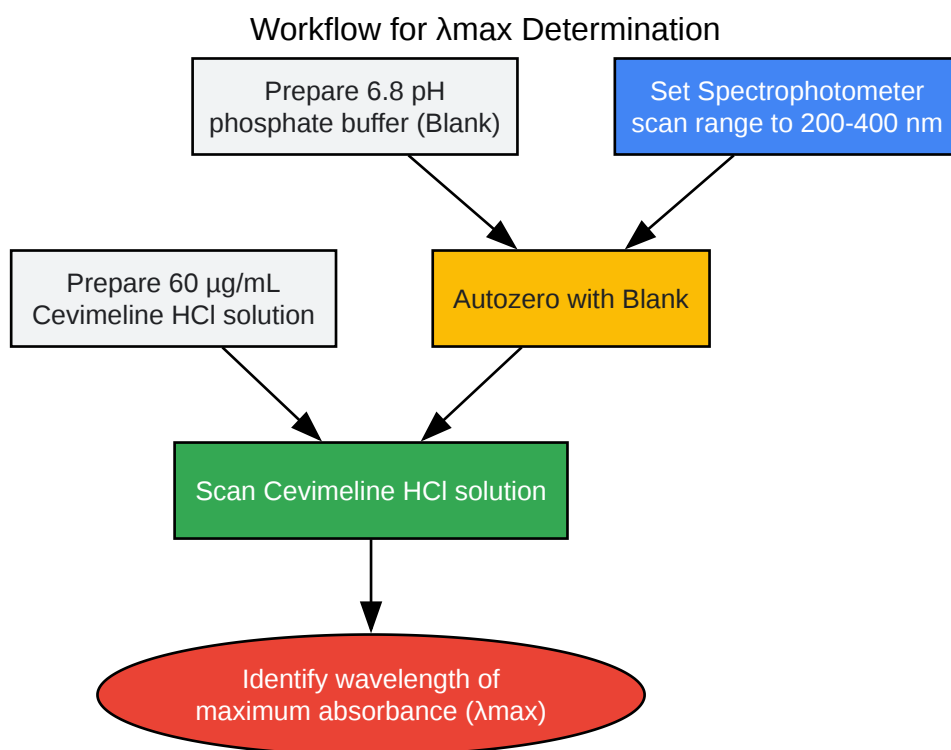 Workflow for λmax Determination
Prepare 6.8 pH
phosphate buffer (Blank)
Set Spectrophotometer
scan range to 200-400 nm
Prepare 60 µg/mL
Cevimeline HCl solution
Autozero with Blank
Scan Cevimeline HCl solution
Identify wavelength of
maximum absorbance (λmax)